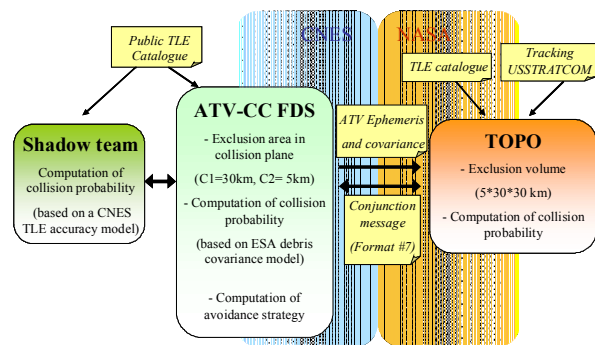 CNES
NASA
Public TLE
Catalogue
TLE catalogue
Tracking
USSTRATCOM
Shadow team
Computation of
collision probability
(based on a CNES
TLE accuracy model)
ATV-CC FDS
- Exclusion area in
collision plane
(C1=30km, C2= 5km)
- Computation of collision
probability
(based on ESA debris
covariance model)
- Computation of
avoidance strategy
ATV Ephemeris
and covariance
Conjunction
message
(Format #7)
TOPO
- Exclusion volume
(5*30*30 km)
- Computation of collision
probability